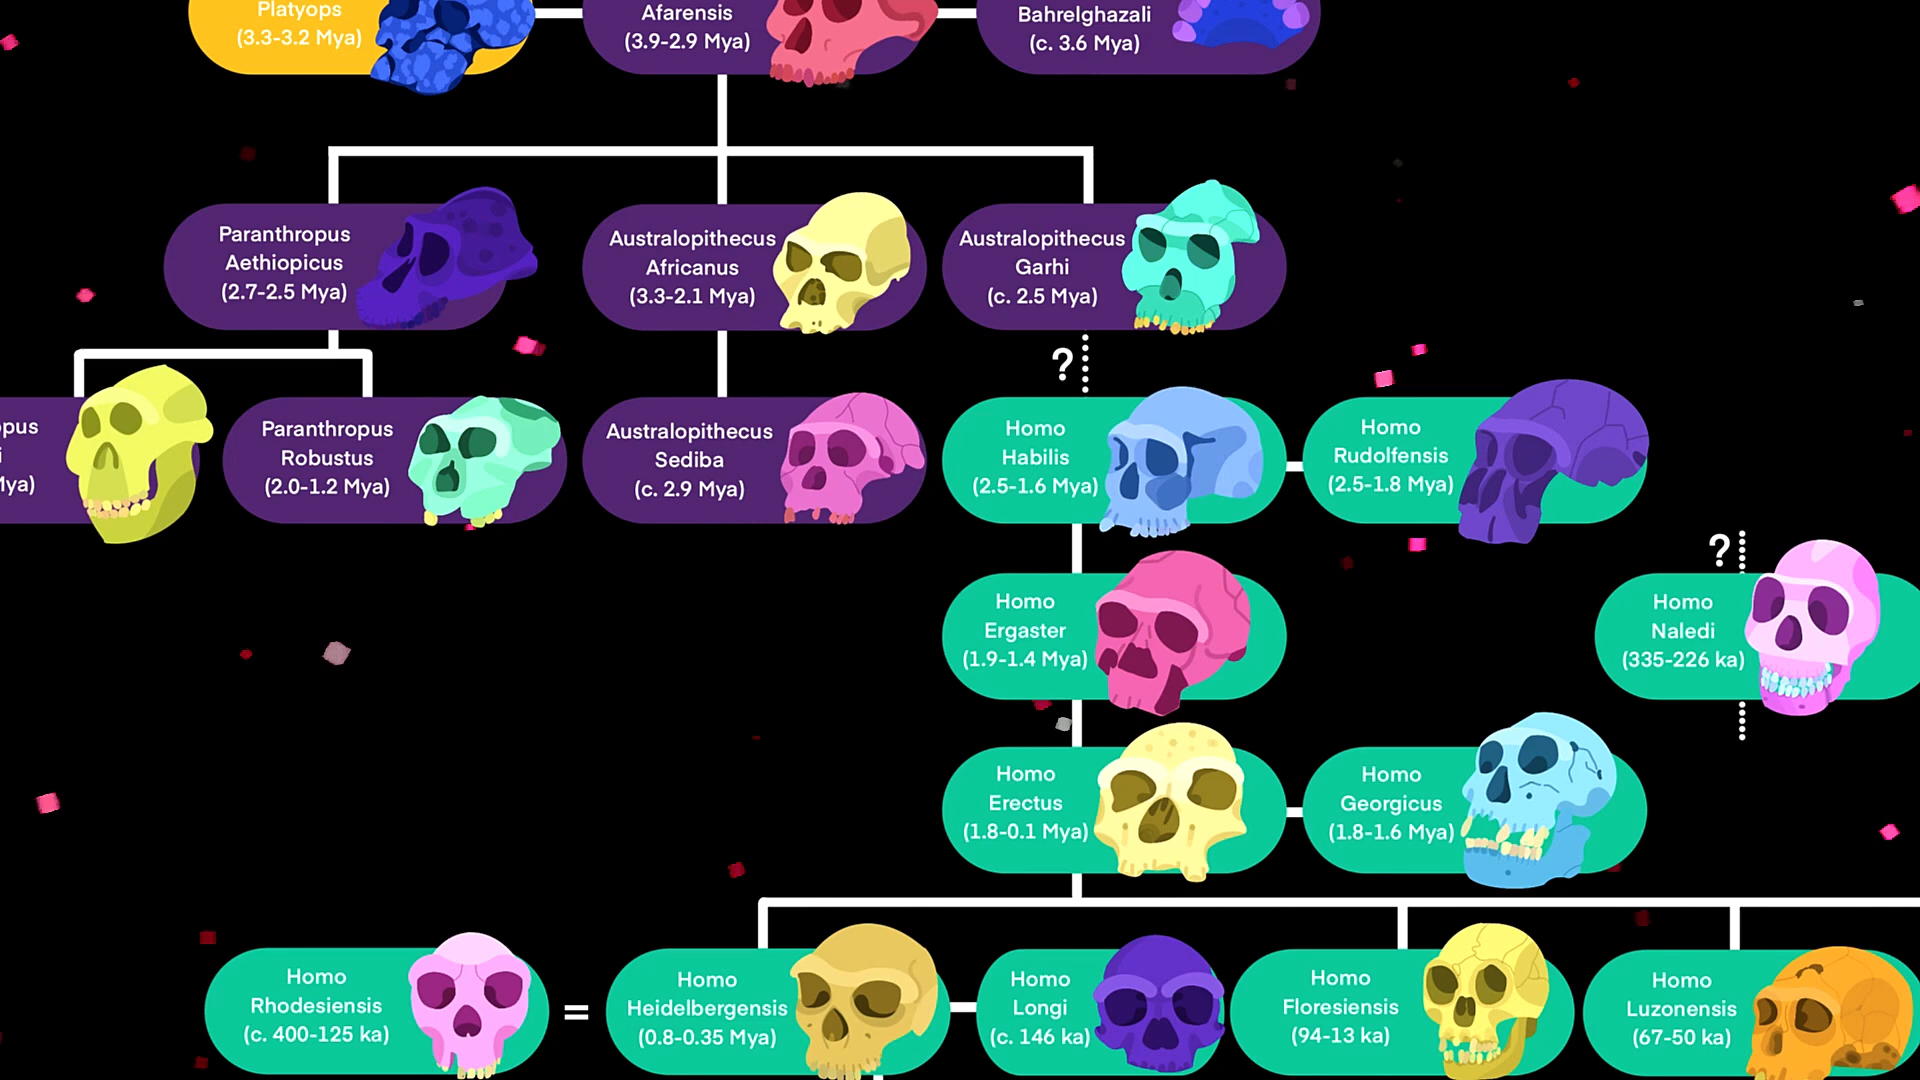 Platyops
(3.3-3.2 Mya)
Afarensis
(3.9-2.9 Mya)
Bahrelghazali
(c. 3.6 Mya)
Paranthropus
Aethiopicus
(2.7-2.5 Mya)
Australopithecus
Africanus
(3.3-2.1 Mya)
Australopithecus
Garhi
(c. 2.5 Mya)
?
Paranthropus
Robustus
(2.0-1.2 Mya)
Australopithecus
Sediba
(c. 2.9 Mya)
Homo
Habilis
(2.5-1.6 Mya)
Homo
Rudolfensis
(2.5-1.8 Mya)
?
Homo
Ergaster
(1.9-1.4 Mya)
Homo
Naledi
(335-226 ka)
Homo
Erectus
(1.8-0.1 Mya)
Homo
Georgicus
(1.8-1.6 Mya)
Homo
Rhodesiensis
(c. 400-125 ka)
=
Homo
Heidelbergensis
(0.8-0.35 Mya)
Homo
Longi
(c. 146 ka)
Homo
Floresiensis
(94-13 ka)
Homo
Luzonensis
(67-50 ka)